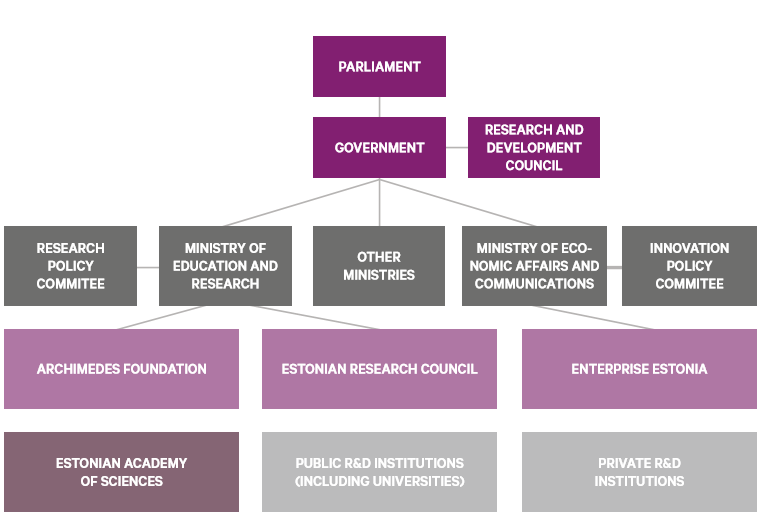 PARLIAMENT
GOVERNMENT
RESEARCH AND
DEVELOPMENT
COUNCIL
RESEARCH
POLICY
COMMITEE
MINISTRY OF
EDUCATION AND
RESEARCH
OTHER
MINISTRIES
MINISTRY OF ECO-
NOMIC AFFAIRS AND
COMMUNICATIONS
INNOVATION
POLICY
COMMITEE
ARCHIMEDES FOUNDATION
ESTONIAN RESEARCH COUNCIL
ENTERPRISE ESTONIA
ESTONIAN ACADEMY
OF SCIENCES
PUBLIC R&D INSTITUTIONS
(INCLUDING UNIVERSITIES)
PRIVATE R&D
INSTITUTIONS